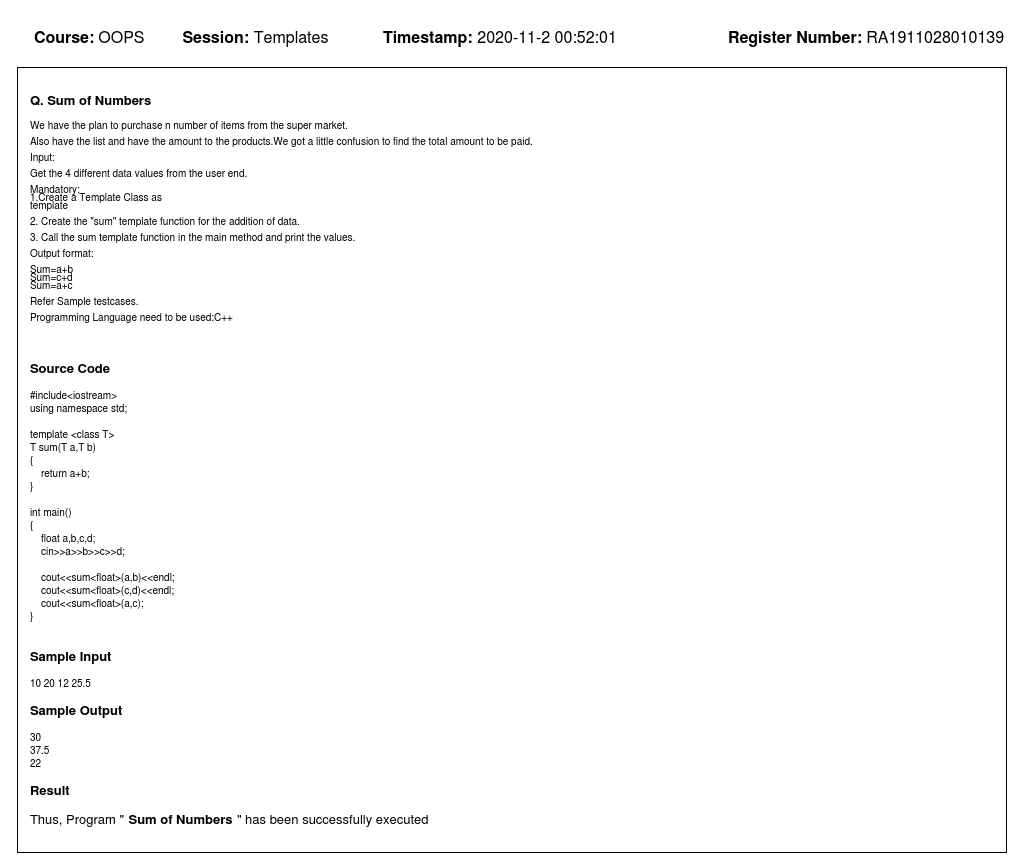 Course: OOPS Session: Templates Timestamp: 2020-11-2 00:52:01 Register Number: RA1911028010139
Q. Sum of Numbers
We have the plan to purchase n number of items from the super market.
Also have the list and have the amount to the products.We got a little confusion to find the total amount to be paid.
Input:
Get the 4 different data values from the user end.
Mandatory:
1.Create a Template Class as
template
2. Create the "sum" template function for the addition of data.
3. Call the sum template function in the main method and print the values.
Output format:
Sum=a+b
Sum=c+d
Sum=a+c
Refer Sample testcases.
Programming Language need to be used:C++
Source Code
#include<iostream>
using namespace std;
template <class T>
T sum(T a,T b)
{
return a+b;
}
int main()
{
float a,b,c,d;
cin>>a>>b>>c>>d;
cout<<sum<float>(a,b)<<endl;
cout<<sum<float>(c,d)<<endl;
cout<<sum<float>(a,c);
}
Sample Input
10 20 12 25.5
Sample Output
30
37.5
22
Result
Thus, Program " Sum of Numbers " has been successfully executed